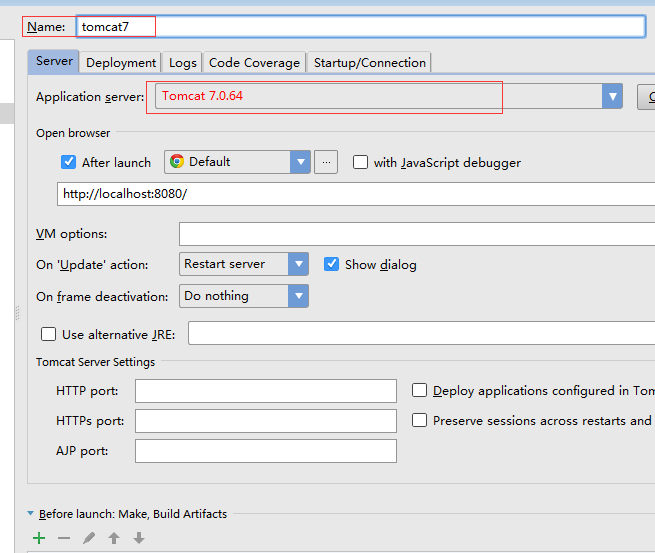 Name: tomcat7
Server Deployment Logs Code Coverage Startup/Connection
Application server: Tomcat 7.0.64
Open browser
After launch Default ... with JavaScript debugger
http://localhost:8080/
VM options:
On 'Update' action: Restart server Show dialog
On frame deactivation: Do nothing
Use alternative JRE:
Tomcat Server Settings
HTTP port: Deploy applications configured in Tom
HTTPs port: Preserve sessions across restarts and
AJP port:
Before launch: Make, Build Artifacts